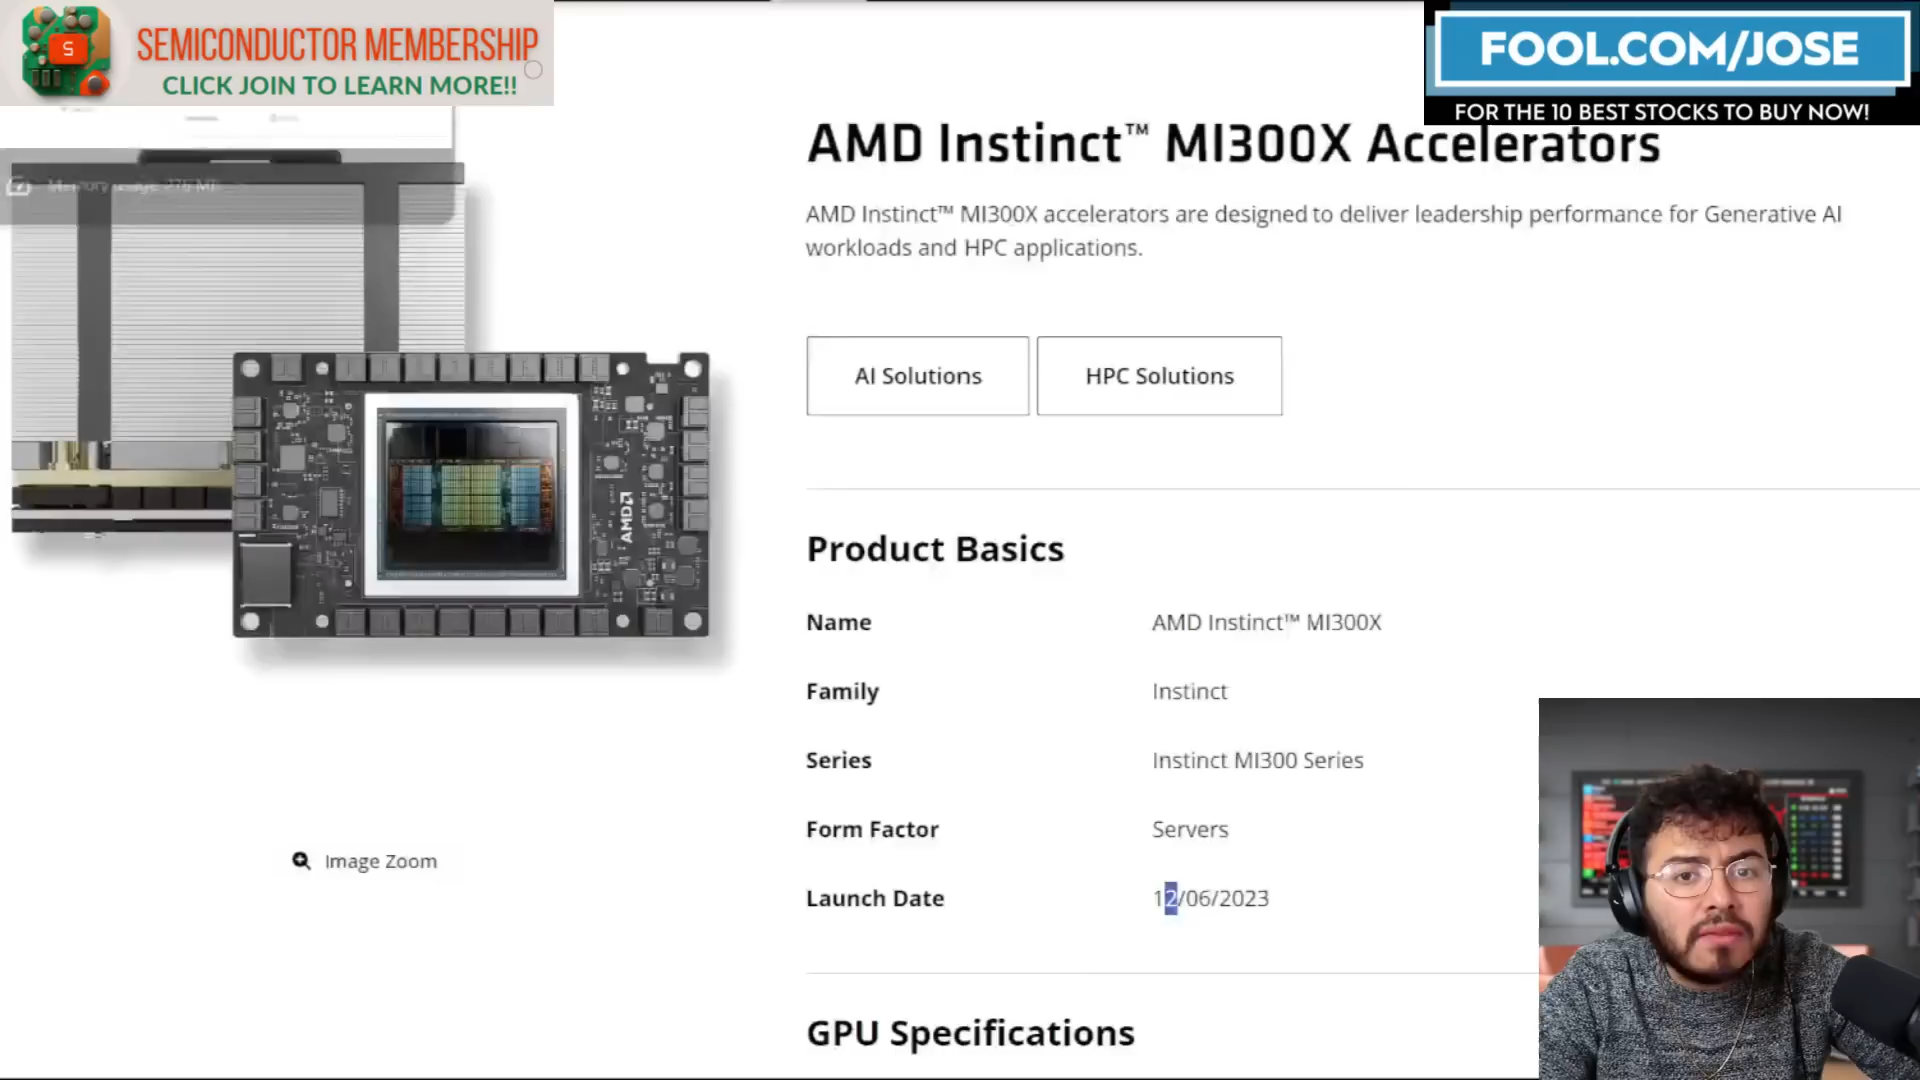 S
SEMICONDUCTOR MEMBERSHIP
CLICK JOIN TO LEARN MORE!!
FOOL.COM/JOSE
FOR THE 10 BEST STOCKS TO BUY NOW!
AMD Instinct™ MI300X Accelerators
AMD Instinct™ MI300X accelerators are designed to deliver leadership performance for Generative AI
workloads and HPC applications.
AI Solutions
HPC Solutions
AMD
Product Basics
Name AMD Instinct™ MI300X
Family Instinct
Series Instinct MI300 Series
Form Factor Servers
Launch Date 12/06/2023
Image Zoom
GPU Specifications